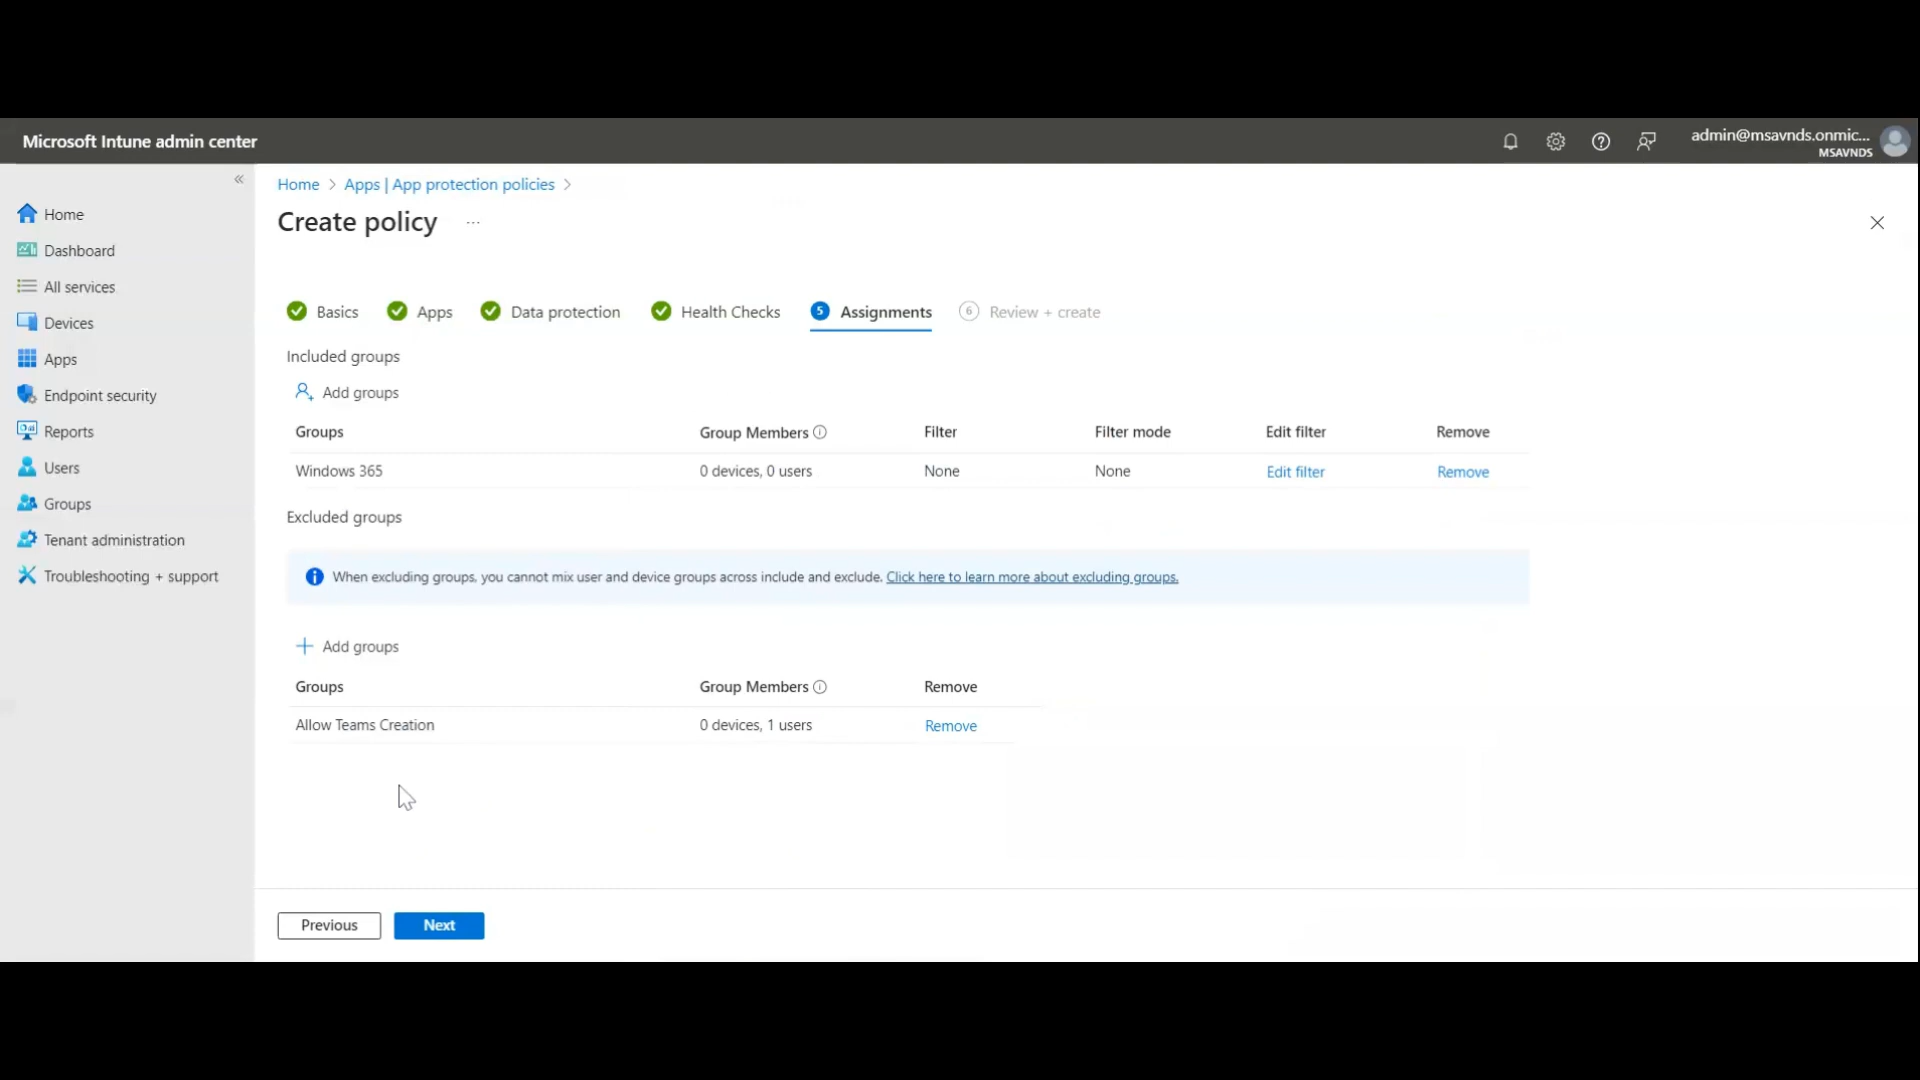 Microsoft Intune admin center
admin@msavnds.onmic...
MSAVNDS
«
Home
Dashboard
All services
Devices
Apps
Endpoint security
Reports
Users
Groups
Tenant administration
Troubleshooting + support
Home > Apps | App protection policies >
Create policy ...
Basics Apps Data protection Health Checks 5 Assignments 6 Review + create
Included groups
Add groups
Groups Group Members Filter Filter mode Edit filter Remove
Windows 365 0 devices, 0 users None None Edit filter Remove
Excluded groups
When excluding groups, you cannot mix user and device groups across include and exclude. Click here to learn more about excluding groups.
Add groups
Groups Group Members Remove
Allow Teams Creation 0 devices, 1 users Remove
Previous Next